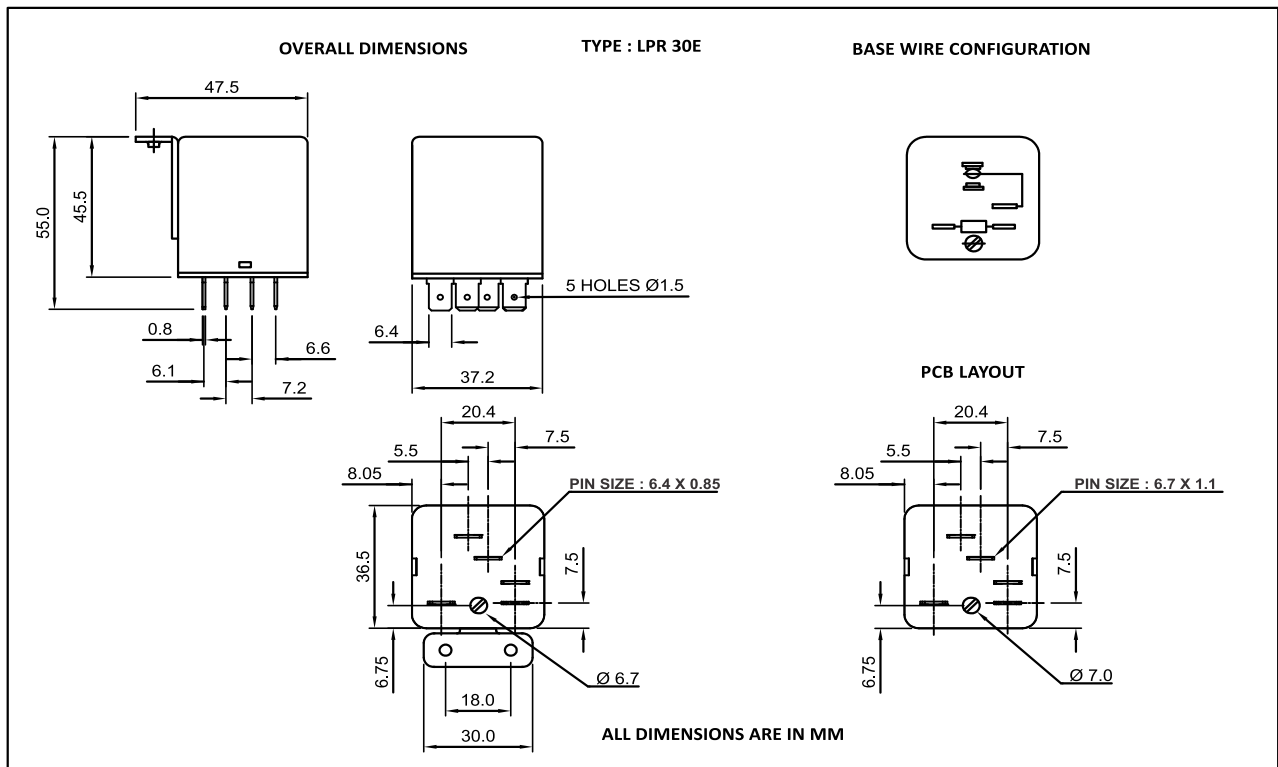 OVERALL DIMENSIONS
TYPE : LPR 30E
BASE WIRE CONFIGURATION
47.5
55.0
45.5
5 HOLES Ø1.5
0.8
6.6
6.1
7.2
6.4
37.2
PCB LAYOUT
20.4
7.5
5.5
8.05
PIN SIZE : 6.4 X 0.85
36.5
7.5
6.75
Ø 6.7
18.0
30.0
20.4
7.5
5.5
8.05
PIN SIZE : 6.7 X 1.1
7.5
6.75
Ø 7.0
ALL DIMENSIONS ARE IN MM